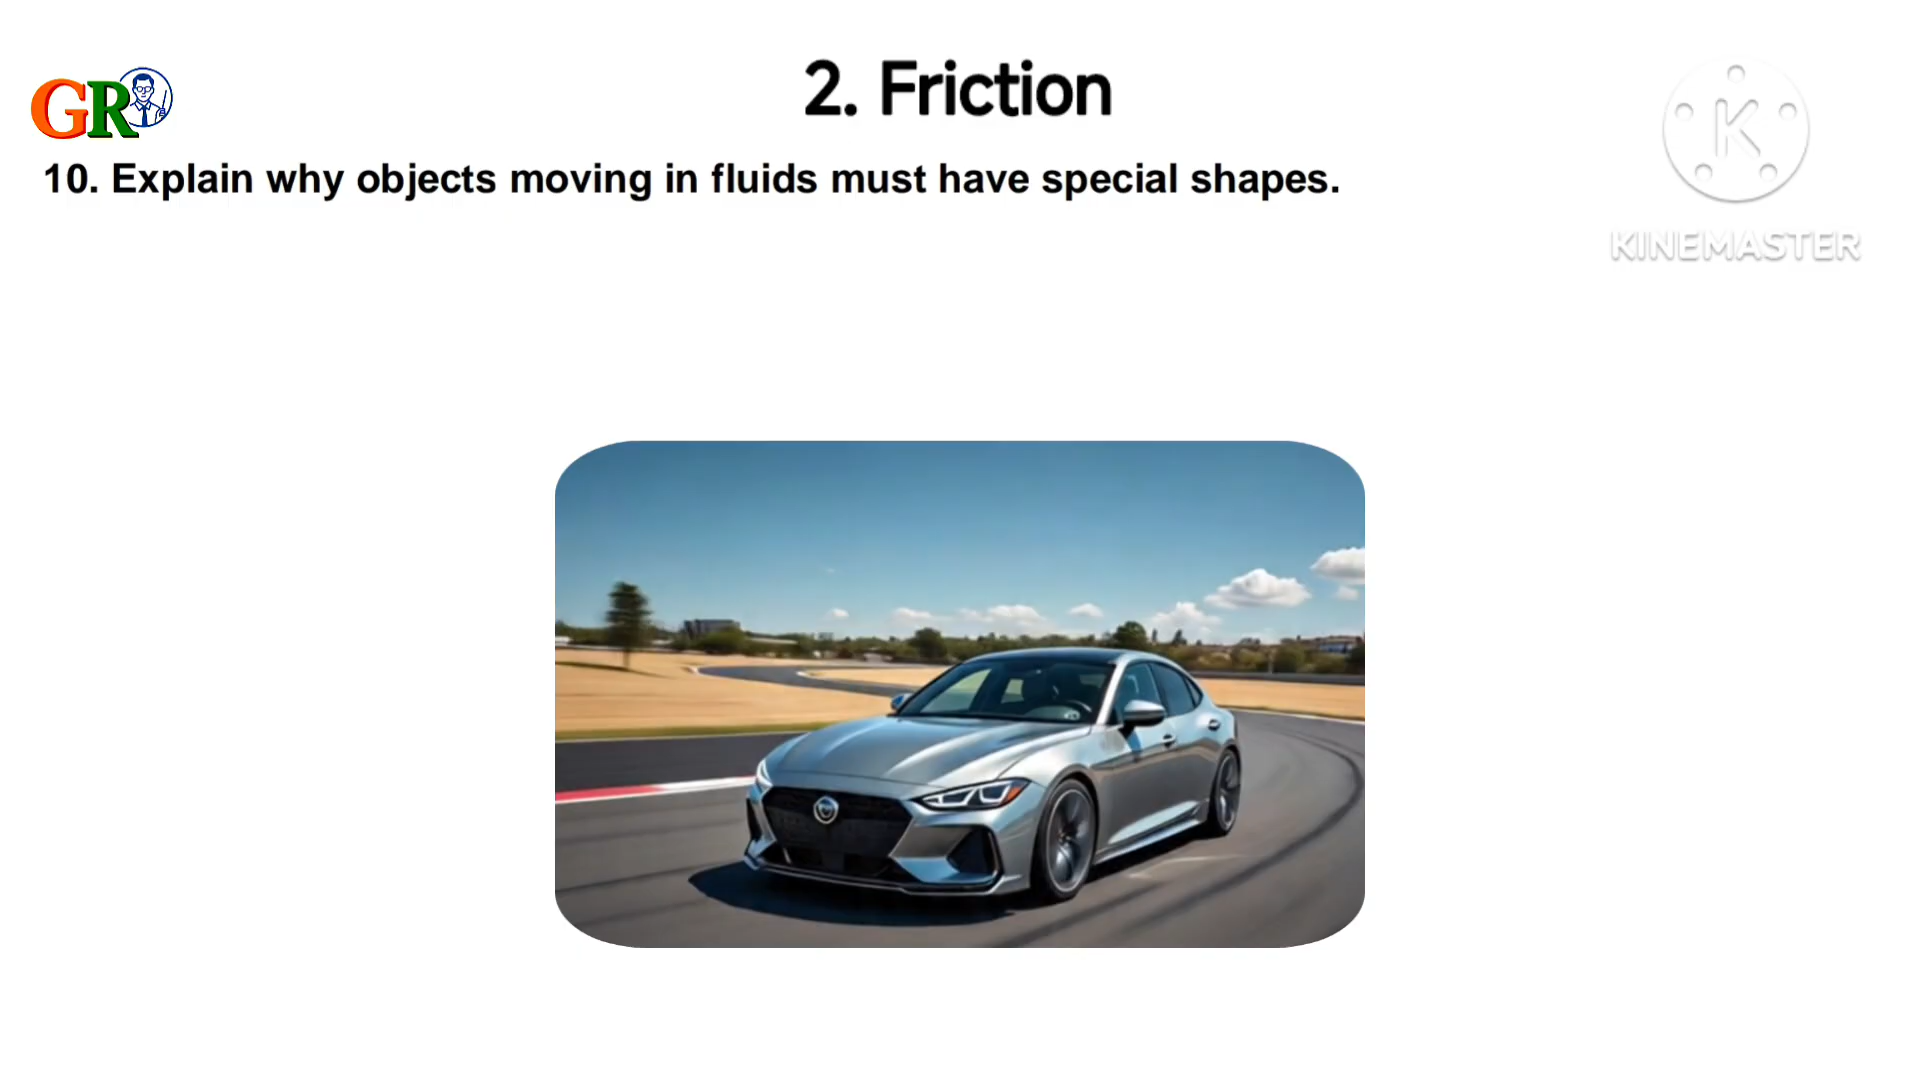 GR
2. Friction
10. Explain why objects moving in fluids must have special shapes.
K
KINEMASTER